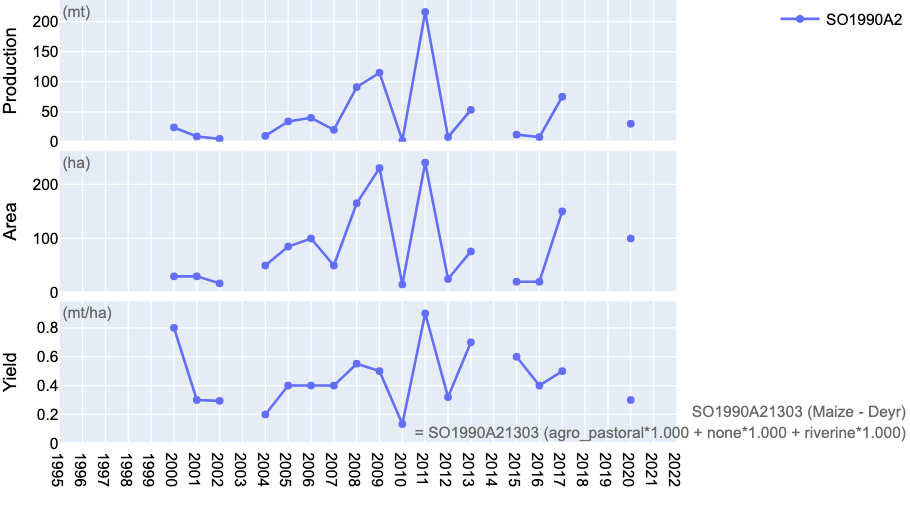 (mt)
SO1990A2
Production
200
150
100
50
0
(ha)
Area
200
100
0
(mt/ha)
Yield
0.8
0.6
0.4
0.2
0
SO1990A21303 (Maize - Deyr)
= SO1990A21303 (agro_pastoral*1.000 + none*1.000 + riverine*1.000)
1995 1996 1997 1998 1999 2000 2001 2002 2003 2004 2005 2006 2007 2008 2009 2010 2011 2012 2013 2014 2015 2016 2017 2018 2019 2020 2021 2022